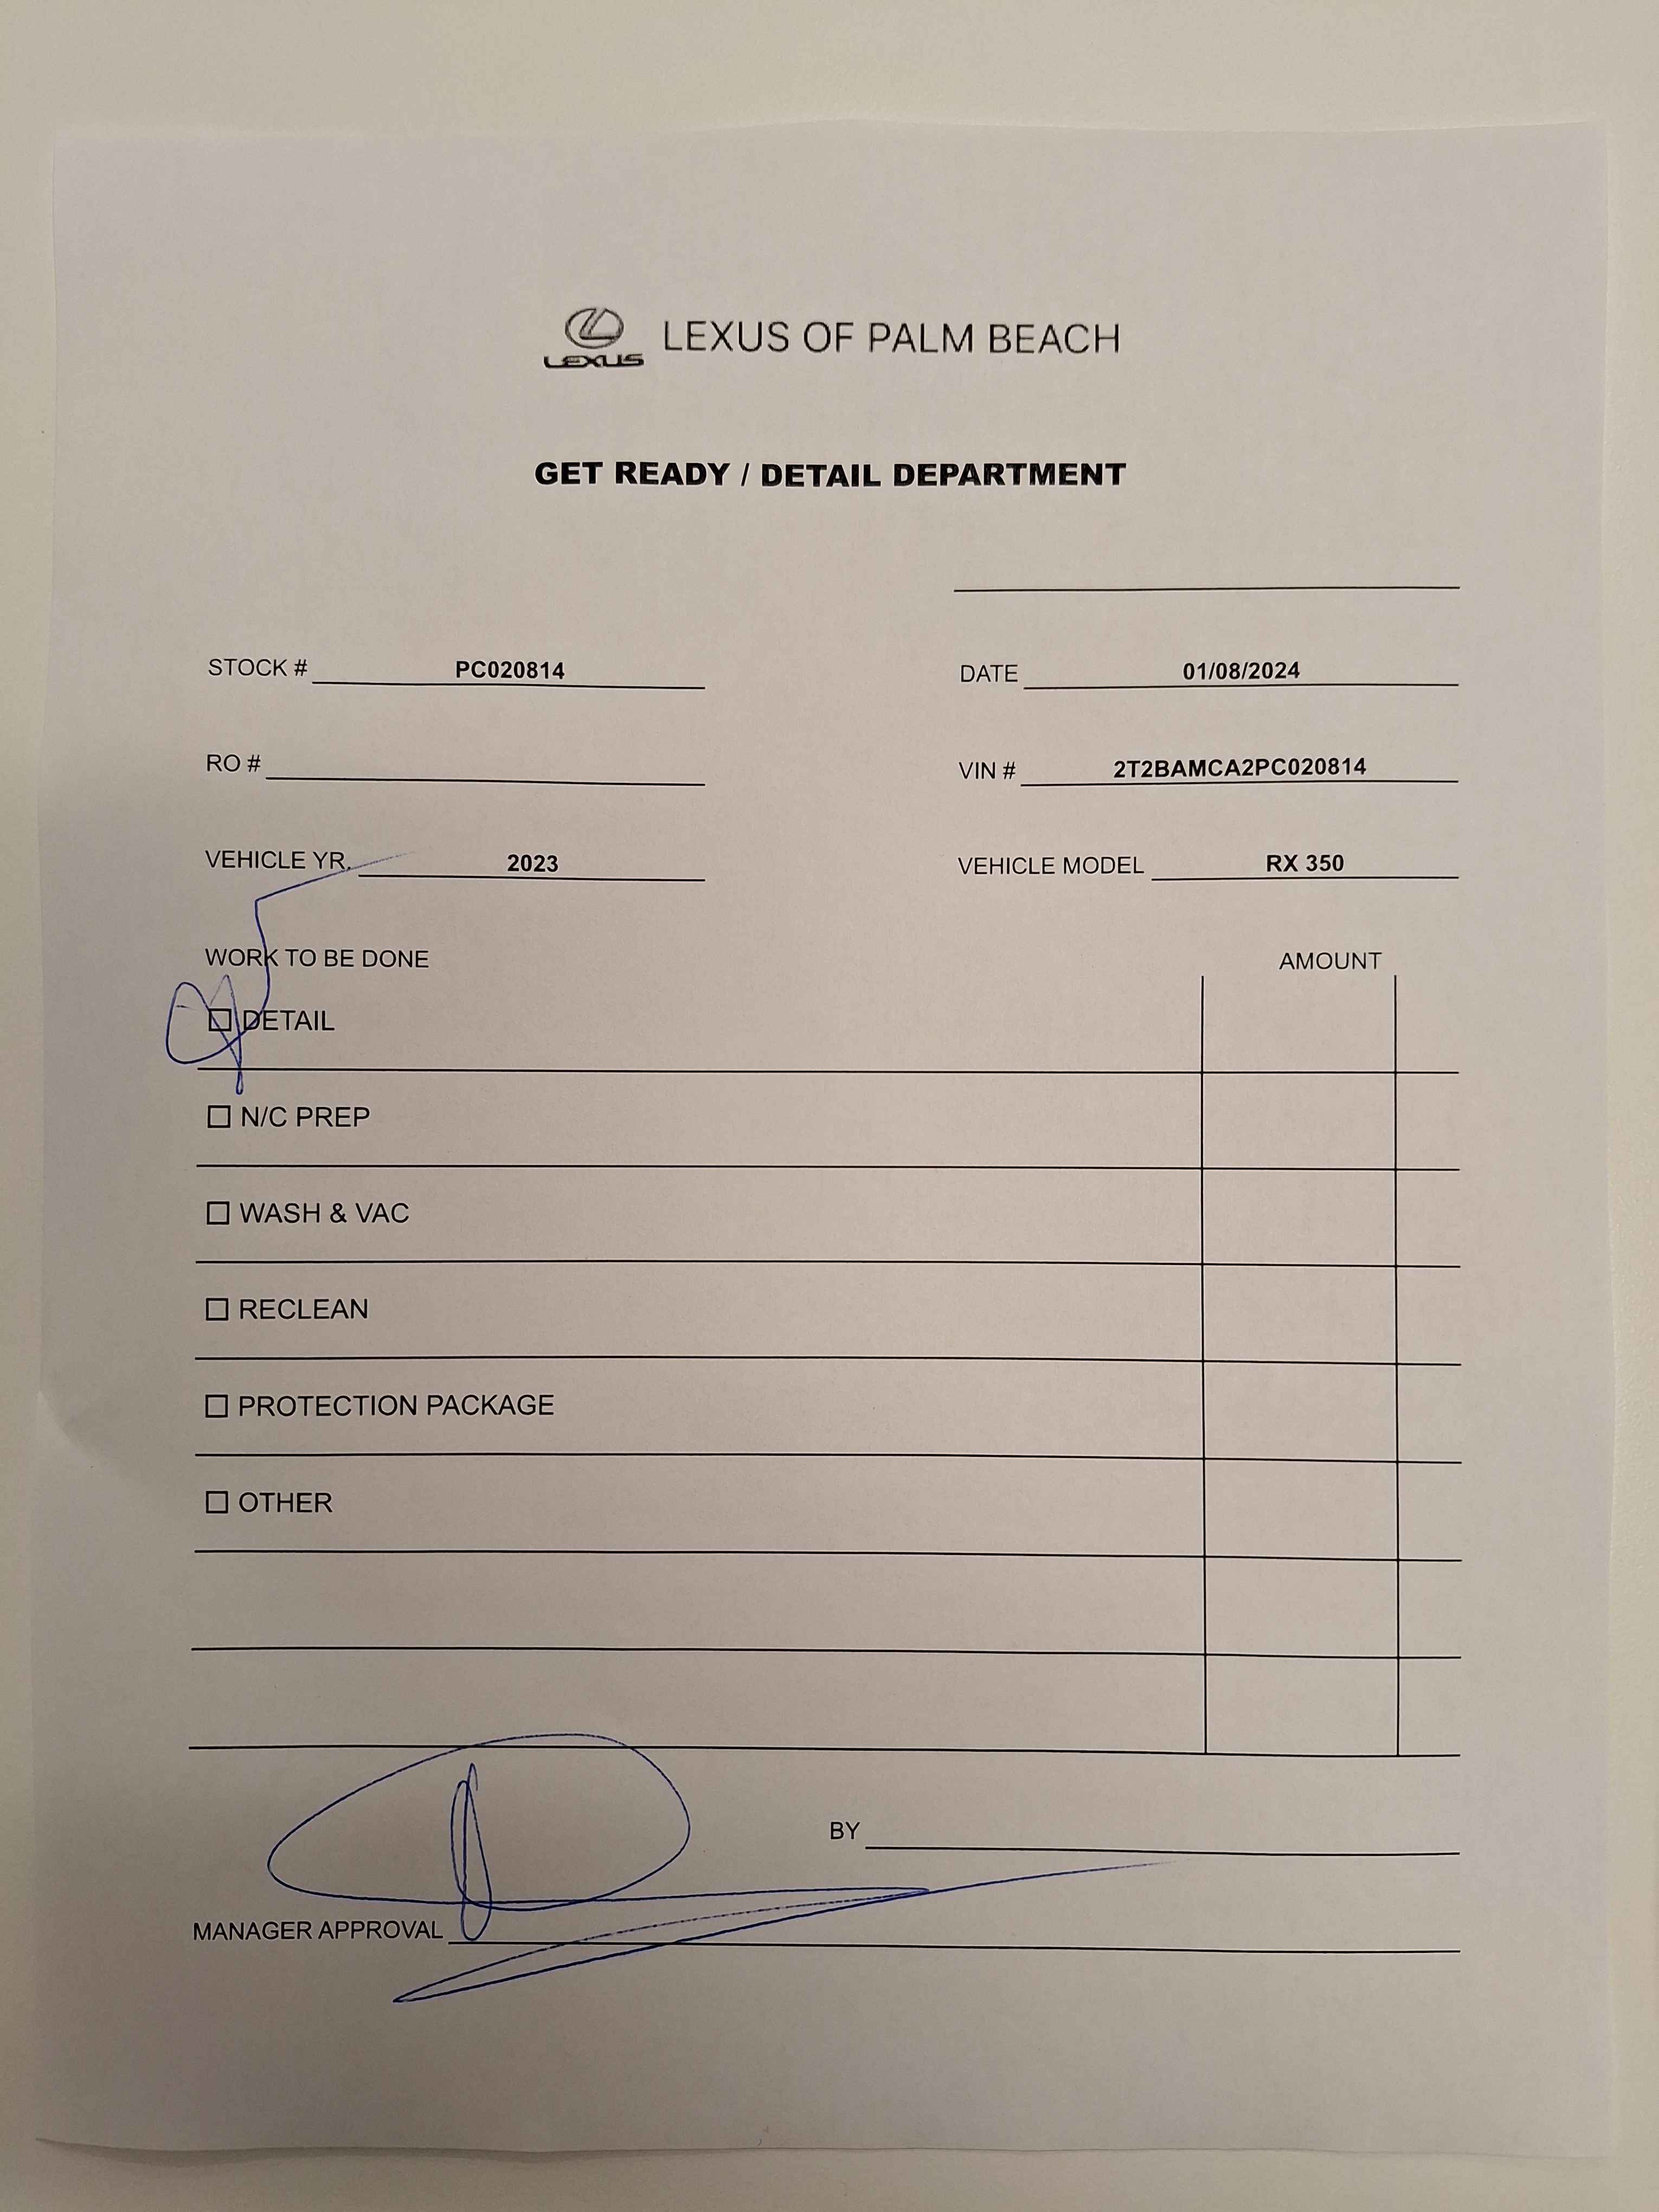 LEXUS LEXUS OF PALM BEACH
GET READY / DETAIL DEPARTMENT
STOCK # PC020814 DATE 01/08/2024
RO # VIN # 2T2BAMCA2PC020814
VEHICLE YR. 2023 VEHICLE MODEL RX 350
WORK TO BE DONE AMOUNT
☐ DETAIL
☐ N/C PREP
☐ WASH & VAC
☐ RECLEAN
☐ PROTECTION PACKAGE
☐ OTHER
BY
MANAGER APPROVAL